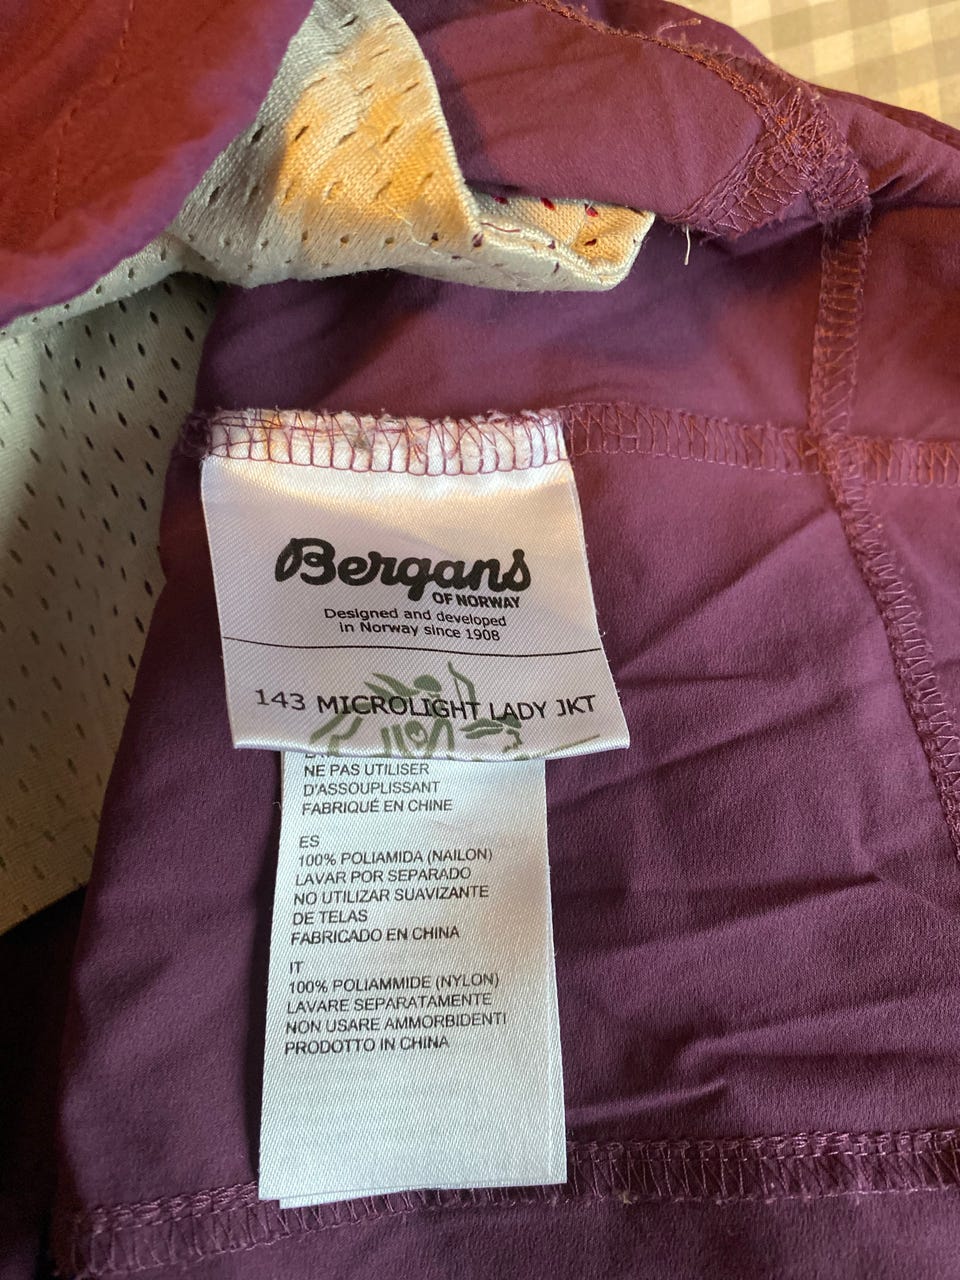 Bergans
OF NORWAY
Designed and developed
in Norway since 1908
143 MICROLIGHT LADY JKT
NE PAS UTILISER
D'ASSOUPLISSANT
FABRIQUÉ EN CHINE
ES
100% POLIAMIDA (NAILON)
LAVAR POR SEPARADO
NO UTILIZAR SUAVIZANTE
DE TELAS
FABRICADO EN CHINA
IT
100% POLIAMMIDE (NYLON)
LAVARE SEPARATAMENTE
NON USARE AMMORBIDENTI
PRODOTTO IN CHINA